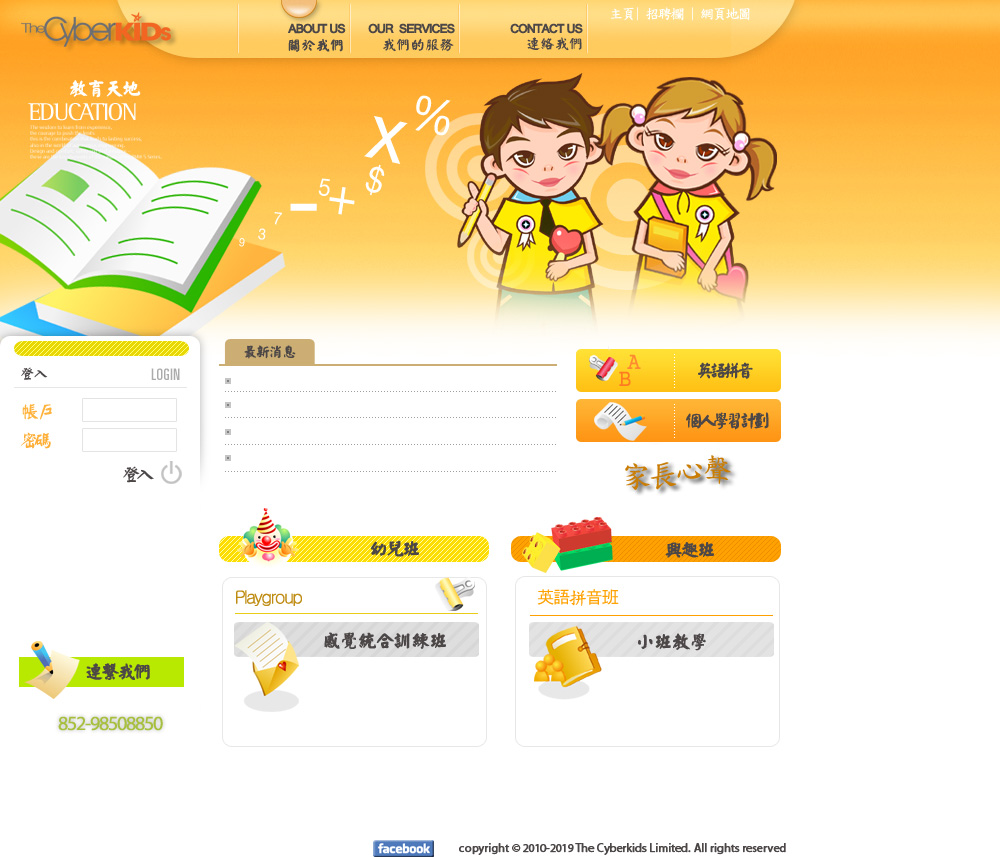 TheCyberKiDs
ABOUT US
關於我們
OUR SERVICES
我們的服務
CONTACT US
連絡我們
主頁| 招聘欄 | 網頁地圖
教育天地
EDUCATION
% X $ 5 + - 7 3 9
登入 LOGIN
帳戶
密碼
登入
最新消息
A
B
英語拼音
個人學習計劃
家長心聲
幼兒班
興趣班
Playgroup
感覺統合訓練班
英語拼音班
小班教學
連繫我們
852-98508850
facebook
copyright © 2010-2019 The Cyberkids Limited. All rights reserved